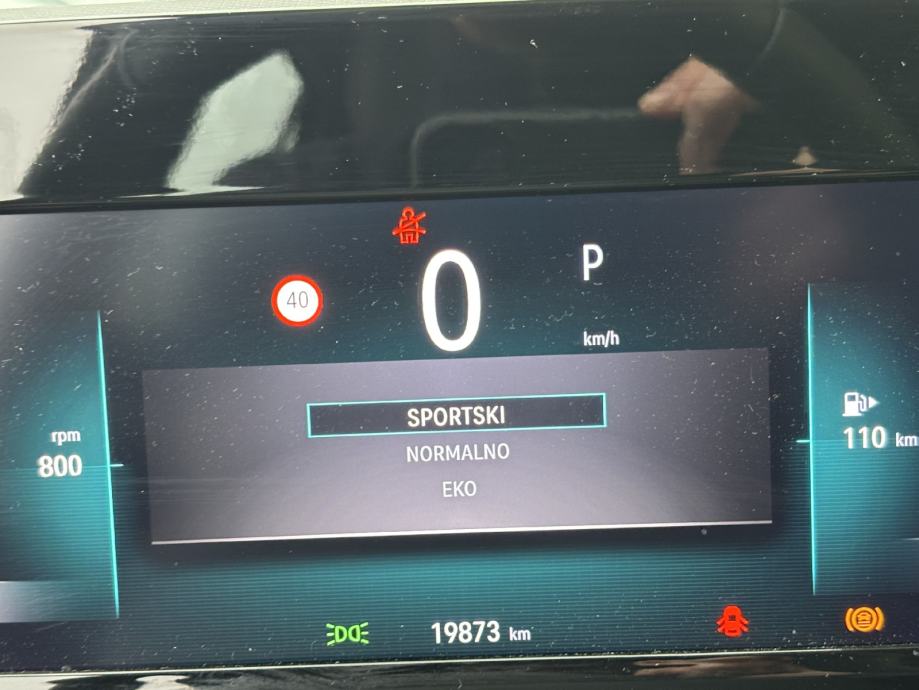 40
0
P
km/h
SPORTSKI
NORMALNO
EKO
rpm
800
110 km
19873 km